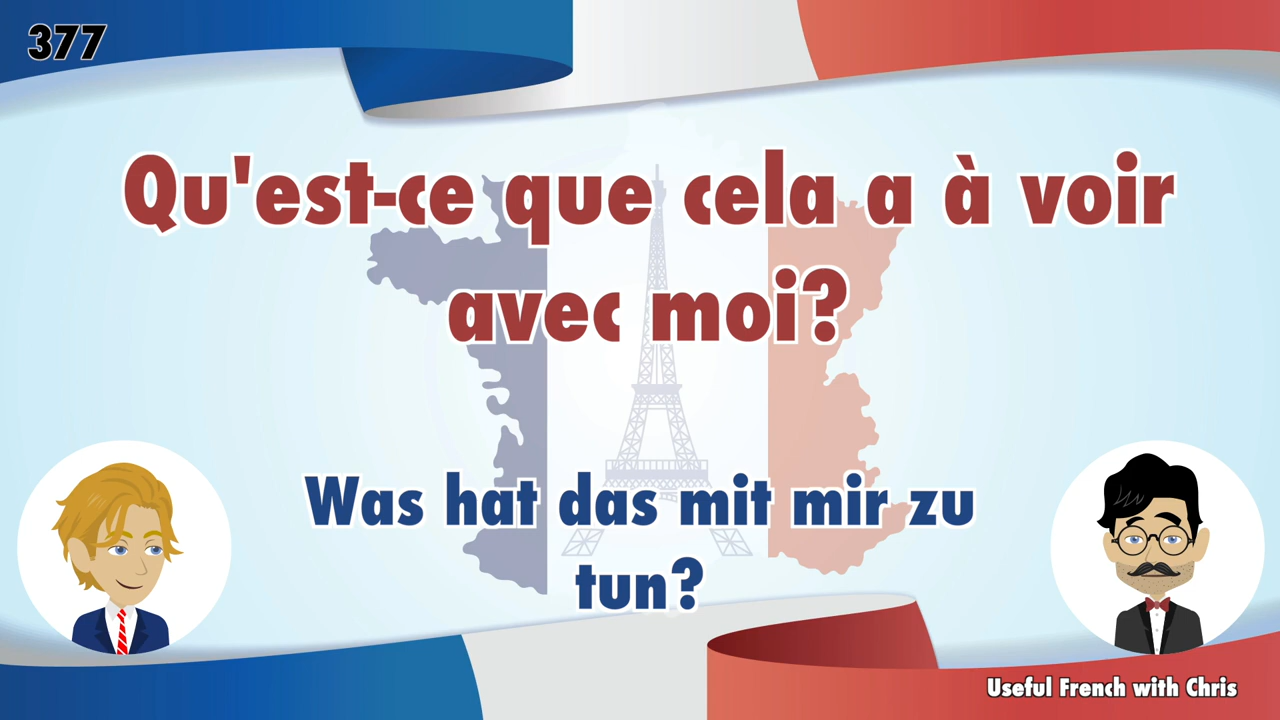 377
Qu'est-ce que cela a à voir
avec moi?
Was hat das mit mir zu
tun?
Useful French with Chris